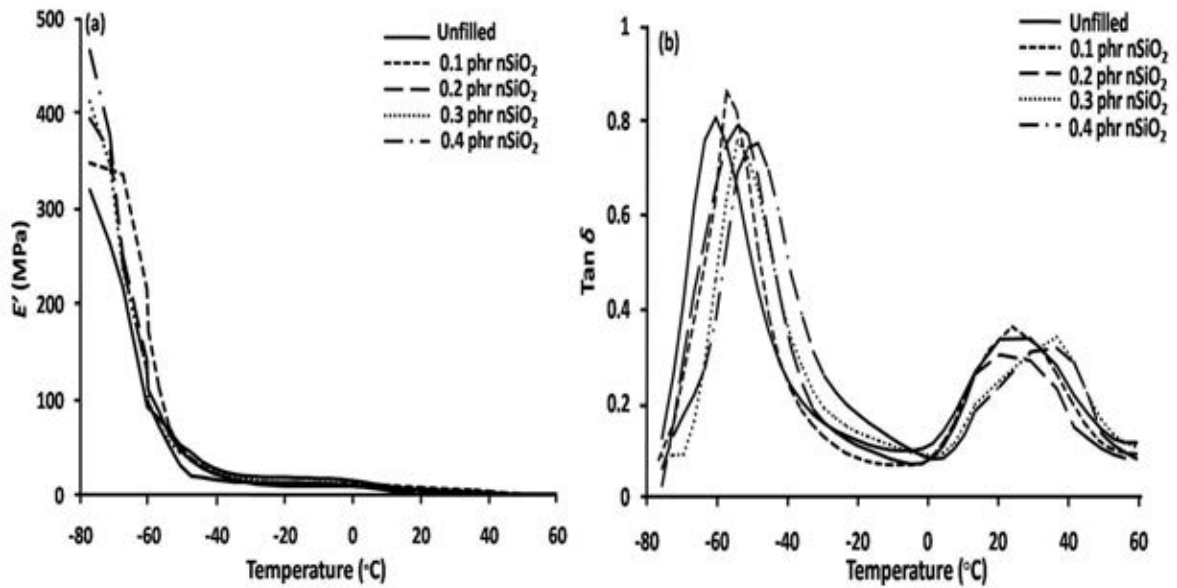 (a)
500
400
300
200
100
0
E′ (MPa)
Unfilled
0.1 phr nSiO₂
0.2 phr nSiO₂
0.3 phr nSiO₂
0.4 phr nSiO₂
-80 -60 -40 -20 0 20 40 60
Temperature (°C)
(b)
1
0.8
0.6
0.4
0.2
0
Tan δ
Unfilled
0.1 phr nSiO₂
0.2 phr nSiO₂
0.3 phr nSiO₂
0.4 phr nSiO₂
-80 -60 -40 -20 0 20 40 60
Temperature (°C)